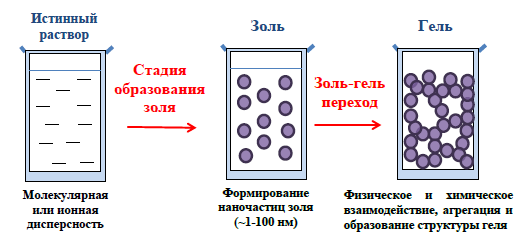 Истинный
раствор
Стадия
образования
золя
Золь
Золь-гель
переход
Гель
Молекулярная
или ионная
дисперсность
Формирование
наночастиц золя
(~1-100 нм)
Физическое и химическое
взаимодействие, агрегация и
образование структуры геля